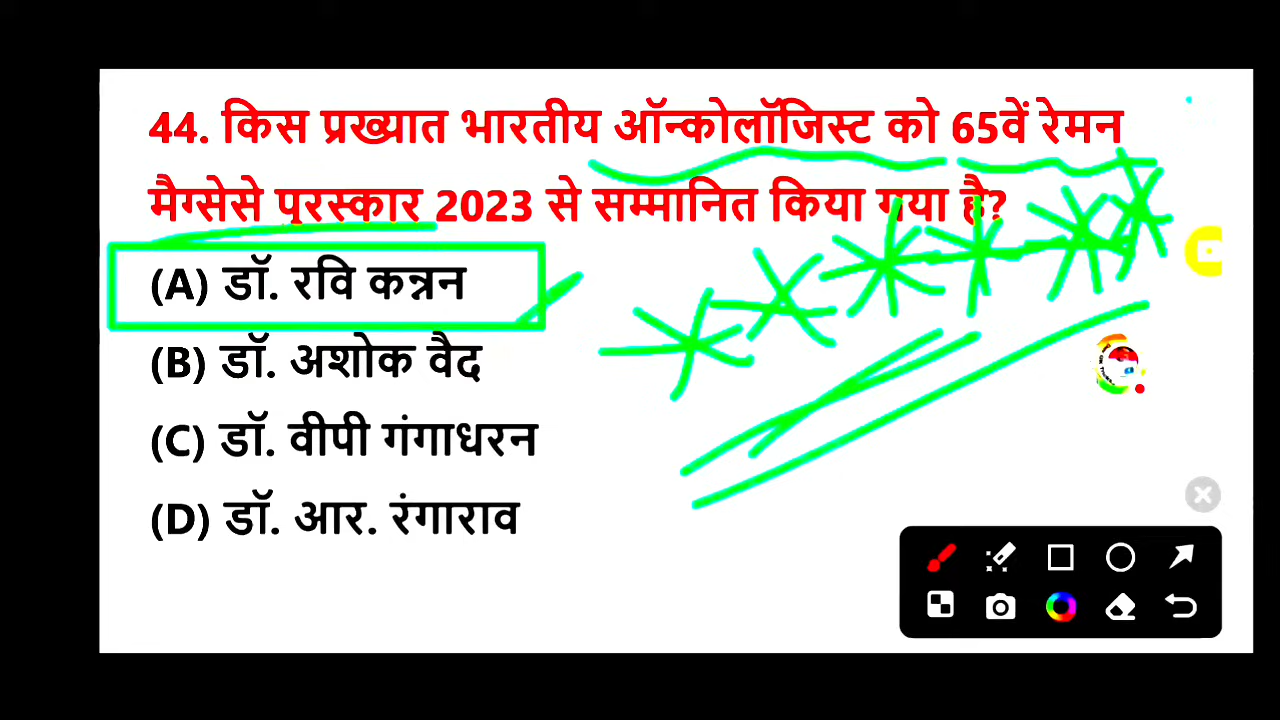 44. किस प्रख्यात भारतीय ऑन्कोलॉजिस्ट को 65वें रेमन
मैग्सेसे पुरस्कार 2023 से सम्मानित किया गया है?
(A) डॉ. रवि कन्नन
(B) डॉ. अशोक वैद
(C) डॉ. वीपी गंगाधरन
(D) डॉ. आर. रंगाराव